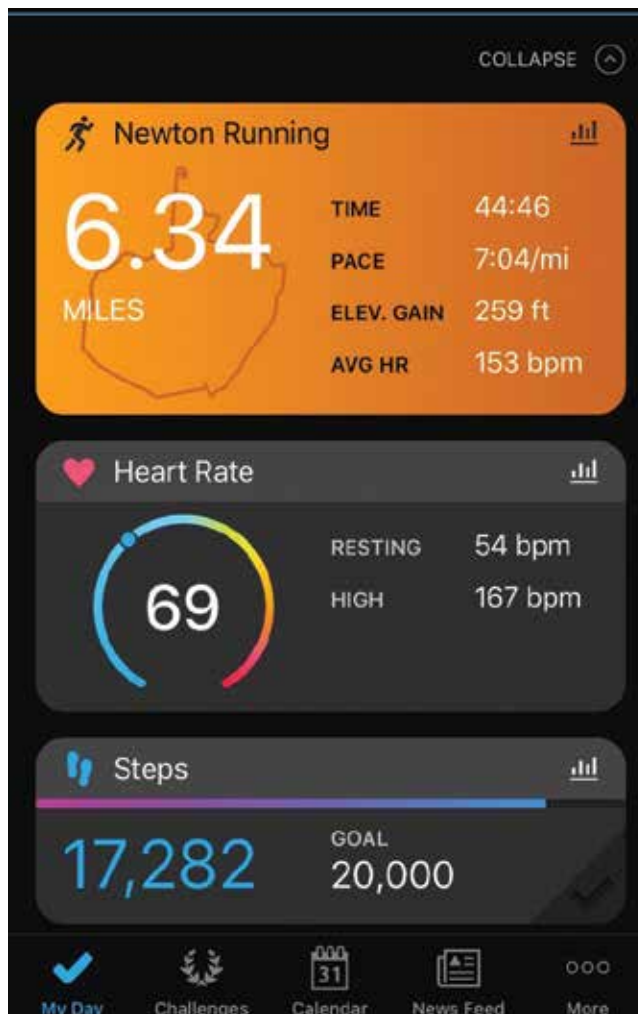 COLLAPSE
Newton Running
6.34
MILES
TIME 44:46
PACE 7:04/mi
ELEV. GAIN 259 ft
AVG HR 153 bpm
Heart Rate
69
RESTING 54 bpm
HIGH 167 bpm
Steps
17,282
GOAL
20,000
31
My Day Challenges Calendar News Feed More